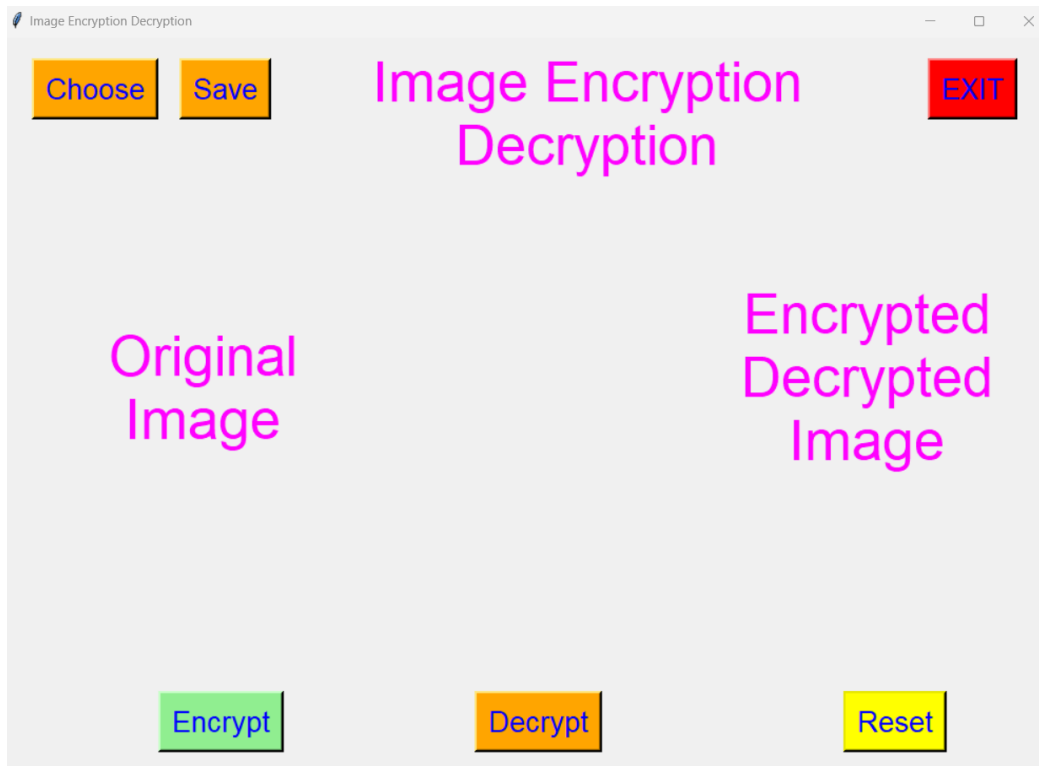 Image Encryption Decryption
Choose
Save
Image Encryption
Decryption
EXIT
Original
Image
Encrypted
Decrypted
Image
Encrypt
Decrypt
Reset